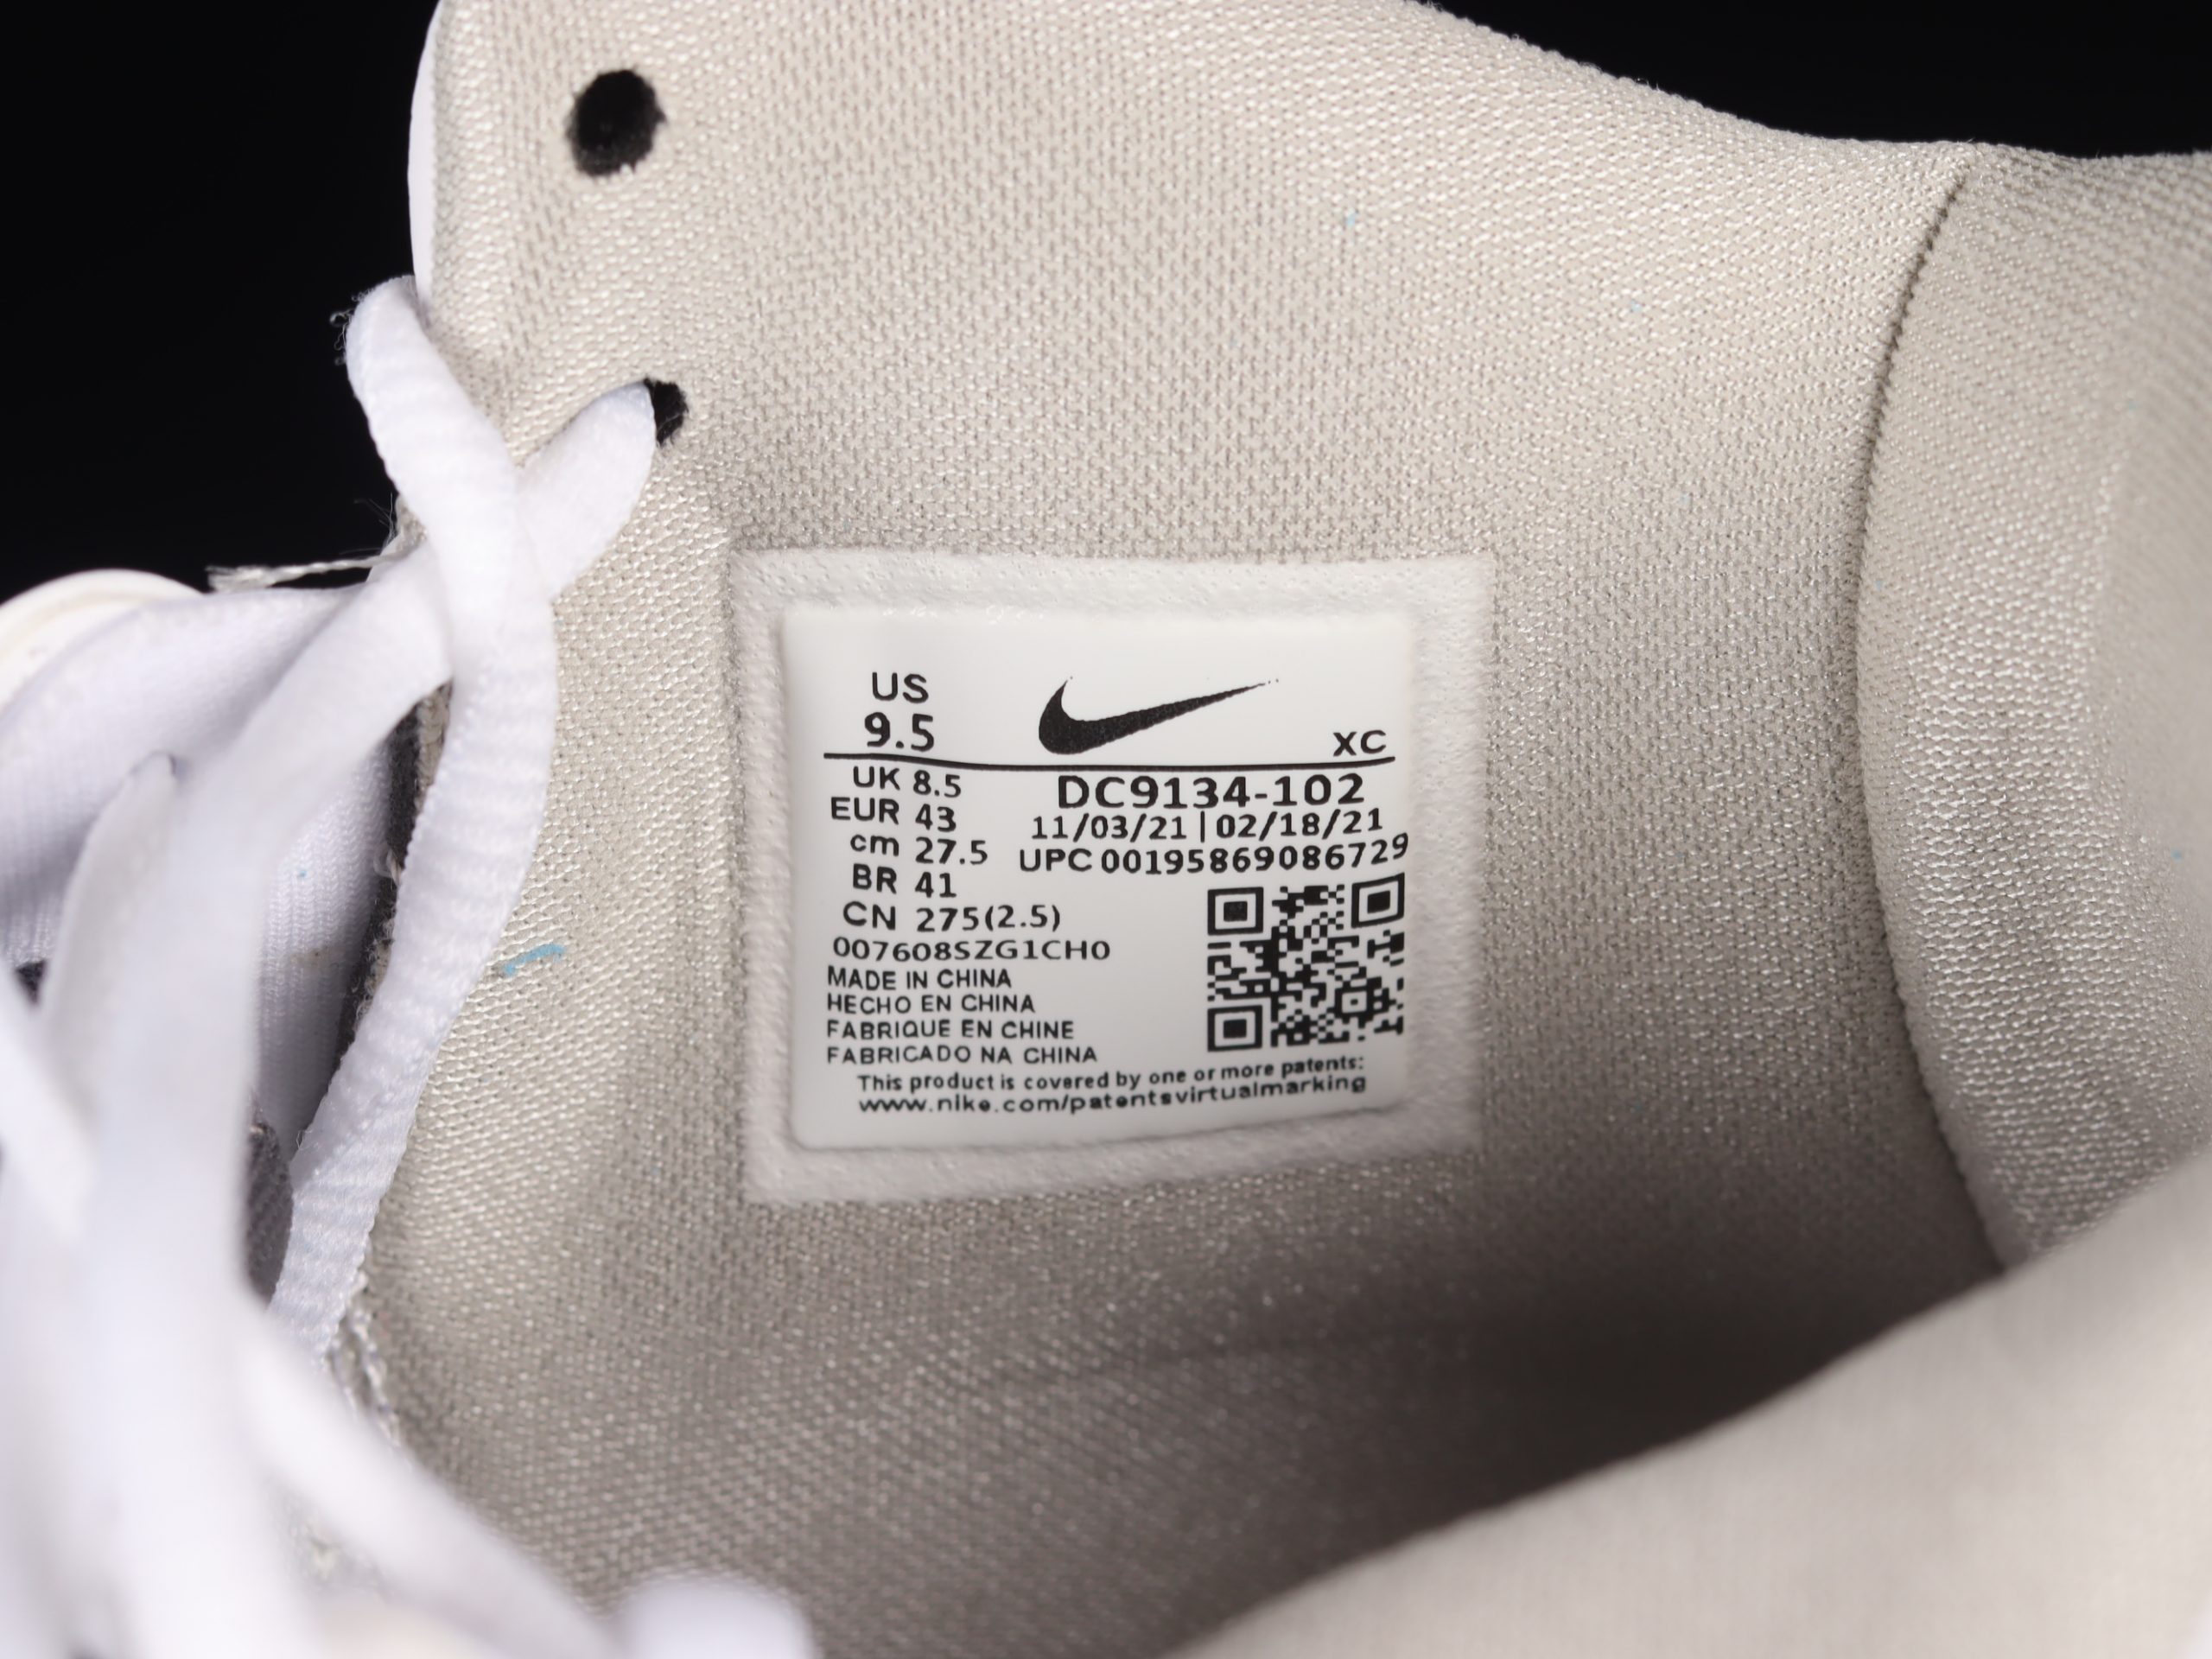 US
9.5
XC
UK 8.5
EUR 43
cm 27.5
BR 41
CN 275(2.5)
DC9134-102
11/03/21 | 02/18/21
UPC 00195869086729
007608SZG1CH0
MADE IN CHINA
HECHO EN CHINA
FABRIQUE EN CHINE
FABRICADO NA CHINA
This product is covered by one or more patents:
www.nike.com/patentsvirtualmarking